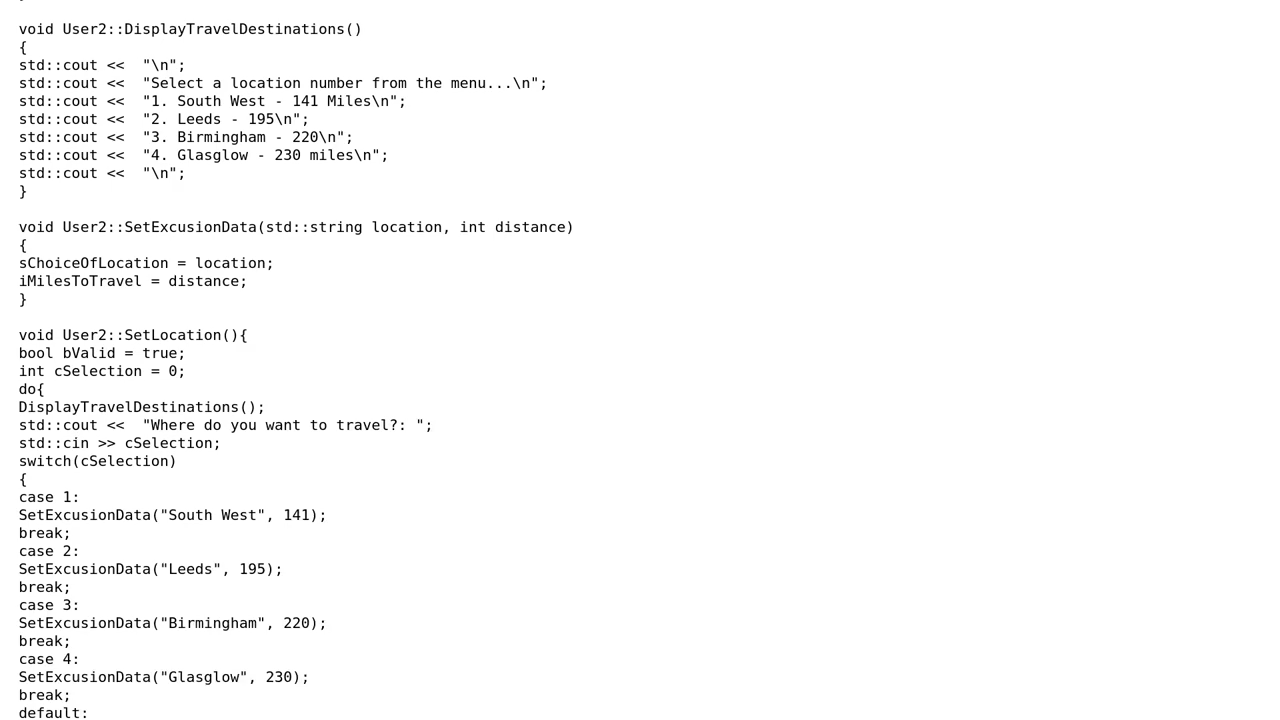 void User2::DisplayTravelDestinations()
{
std::cout <<  "\n";
std::cout <<  "Select a location number from the menu...\n";
std::cout <<  "1. South West - 141 Miles\n";
std::cout <<  "2. Leeds - 195\n";
std::cout <<  "3. Birmingham - 220\n";
std::cout <<  "4. Glasglow - 230 miles\n";
std::cout <<  "\n";
}

void User2::SetExcusionData(std::string location, int distance)
{
sChoiceOfLocation = location;
iMilesToTravel = distance;
}

void User2::SetLocation(){
bool bValid = true;
int cSelection = 0;
do{
DisplayTravelDestinations();
std::cout <<  "Where do you want to travel?: ";
std::cin >> cSelection;
switch(cSelection)
{
case 1:
SetExcusionData("South West", 141);
break;
case 2:
SetExcusionData("Leeds", 195);
break;
case 3:
SetExcusionData("Birmingham", 220);
break;
case 4:
SetExcusionData("Glasglow", 230);
break;
default: